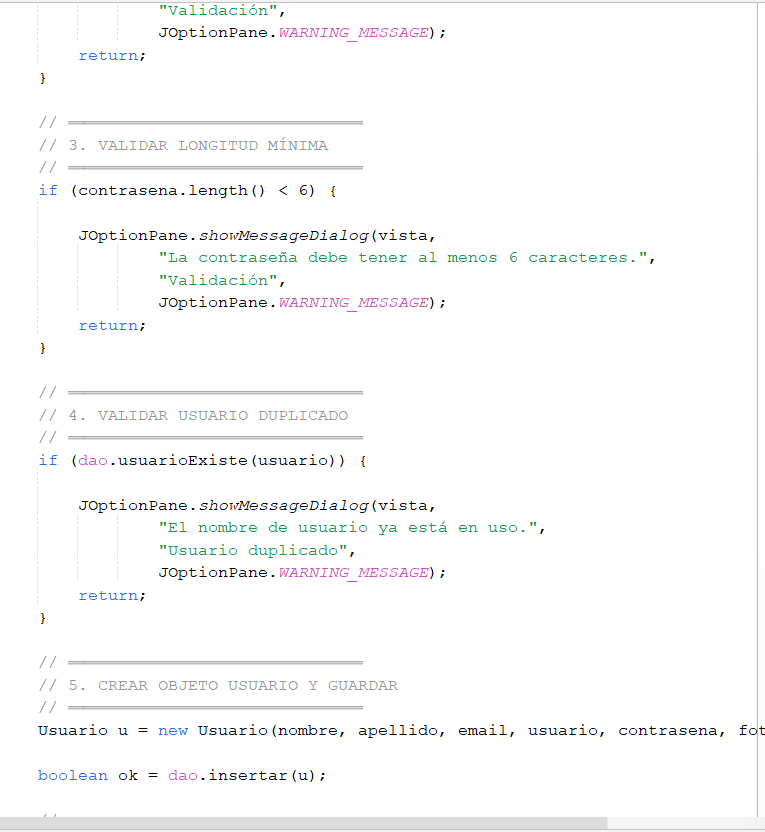 "Validación",
JOptionPane.WARNING_MESSAGE);
return;
}
// ══════════════════════════════
// 3. VALIDAR LONGITUD MÍNIMA
// ══════════════════════════════
if (contrasena.length() < 6) {
JOptionPane.showMessageDialog(vista,
"La contraseña debe tener al menos 6 caracteres.",
"Validación",
JOptionPane.WARNING_MESSAGE);
return;
}
// ══════════════════════════════
// 4. VALIDAR USUARIO DUPLICADO
// ══════════════════════════════
if (dao.usuarioExiste(usuario)) {
JOptionPane.showMessageDialog(vista,
"El nombre de usuario ya está en uso.",
"Usuario duplicado",
JOptionPane.WARNING_MESSAGE);
return;
}
// ══════════════════════════════
// 5. CREAR OBJETO USUARIO Y GUARDAR
// ══════════════════════════════
Usuario u = new Usuario(nombre, apellido, email, usuario, contrasena, fot
boolean ok = dao.insertar(u);
//